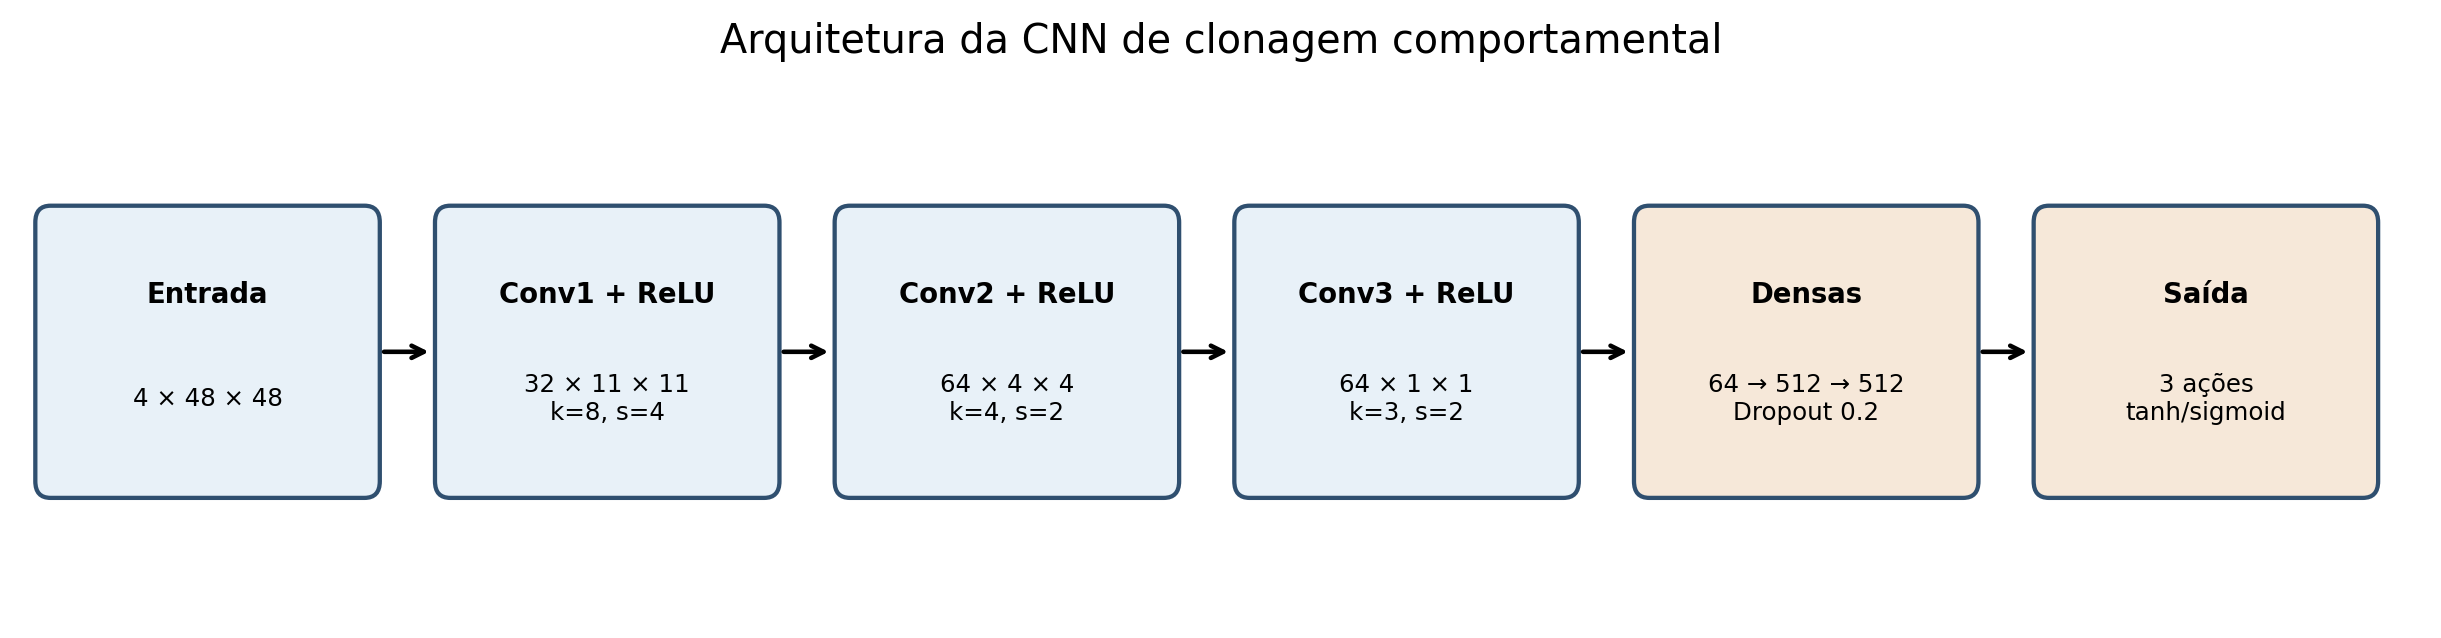 Arquitetura da CNN de clonagem comportamental
Entrada
4 × 48 × 48
Conv1 + ReLU
32 × 11 × 11
k=8, s=4
Conv2 + ReLU
64 × 4 × 4
k=4, s=2
Conv3 + ReLU
64 × 1 × 1
k=3, s=2
Densas
64 → 512 → 512
Dropout 0.2
Saída
3 ações
tanh/sigmoid